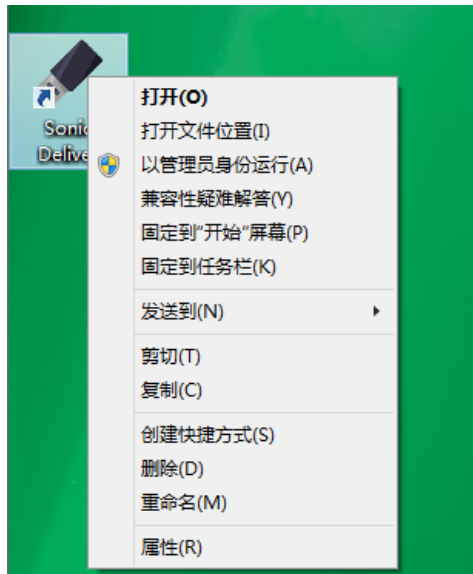 Sonic
Delive
打开(O)
打开文件位置(I)
以管理员身份运行(A)
兼容性疑难解答(Y)
固定到"开始"屏幕(P)
固定到任务栏(K)
发送到(N)
剪切(T)
复制(C)
创建快捷方式(S)
删除(D)
重命名(M)
属性(R)